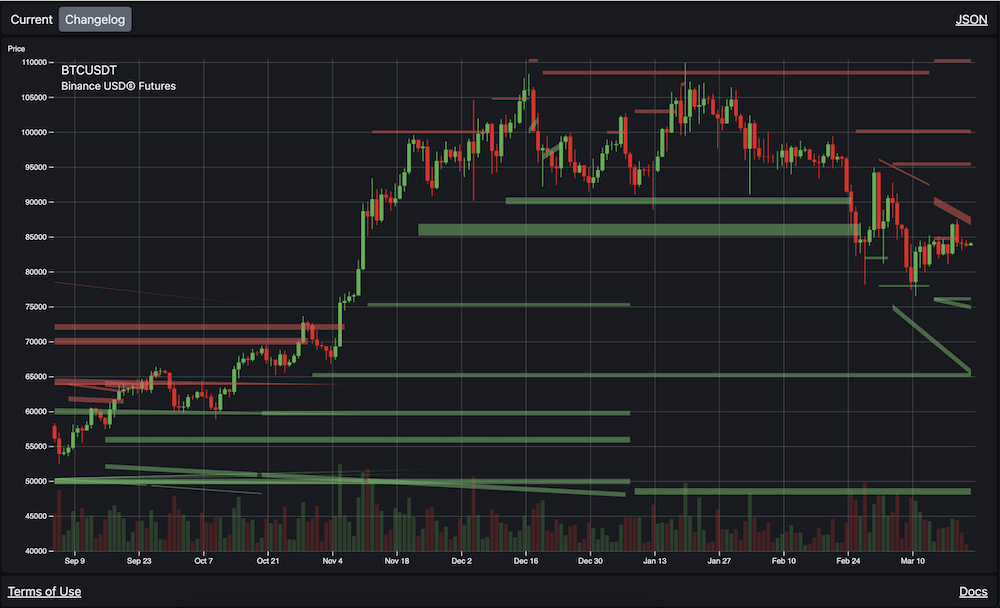 Current Changelog JSON
Price
110000
BTCUSDT
Binance USD® Futures
105000
100000
95000
90000
85000
80000
75000
70000
65000
60000
55000
50000
45000
40000
Sep 9 Sep 23 Oct 7 Oct 21 Nov 4 Nov 18 Dec 2 Dec 16 Dec 30 Jan 13 Jan 27 Feb 10 Feb 24 Mar 10
Terms of Use Docs